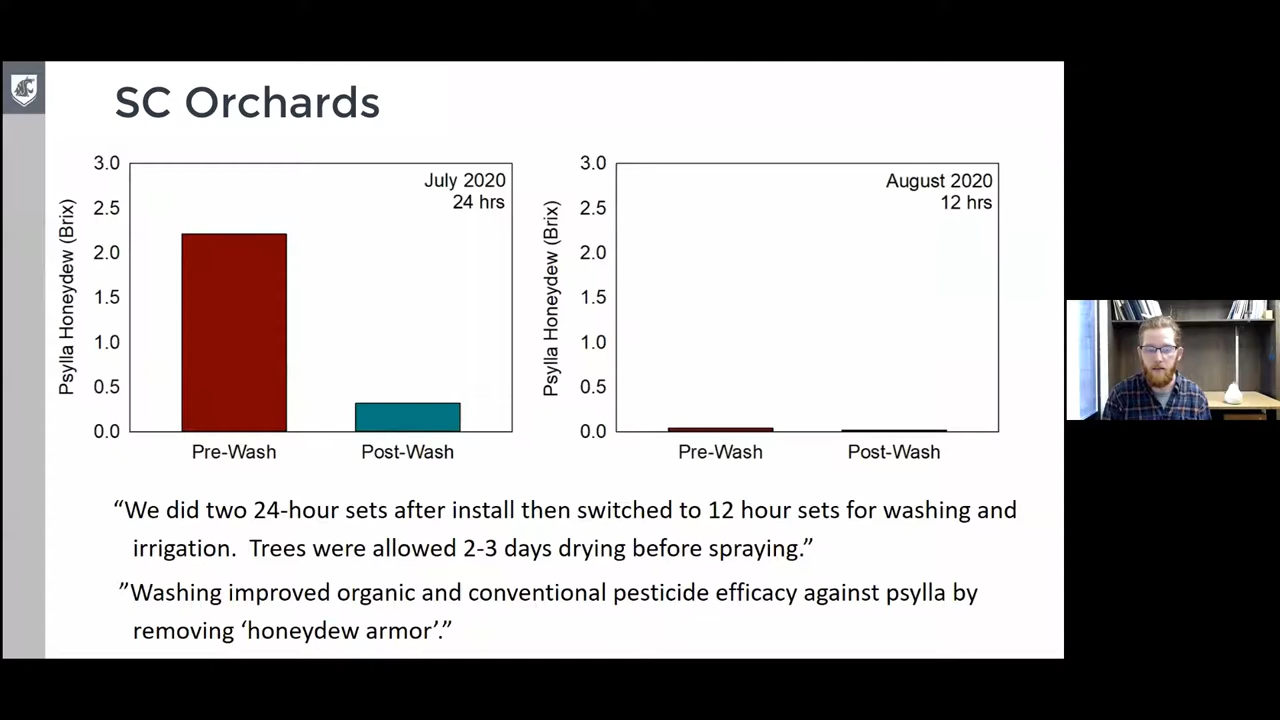 SC Orchards
3.0
2.5
2.0
1.5
1.0
0.5
0.0
Psylla Honeydew (Brix)
July 2020
24 hrs
Pre-Wash
Post-Wash
3.0
2.5
2.0
1.5
1.0
0.5
0.0
Psylla Honeydew (Brix)
August 2020
12 hrs
Pre-Wash
Post-Wash
“We did two 24-hour sets after install then switched to 12 hour sets for washing and
irrigation.  Trees were allowed 2-3 days drying before spraying.”
”Washing improved organic and conventional pesticide efficacy against psylla by
removing ‘honeydew armor’.”